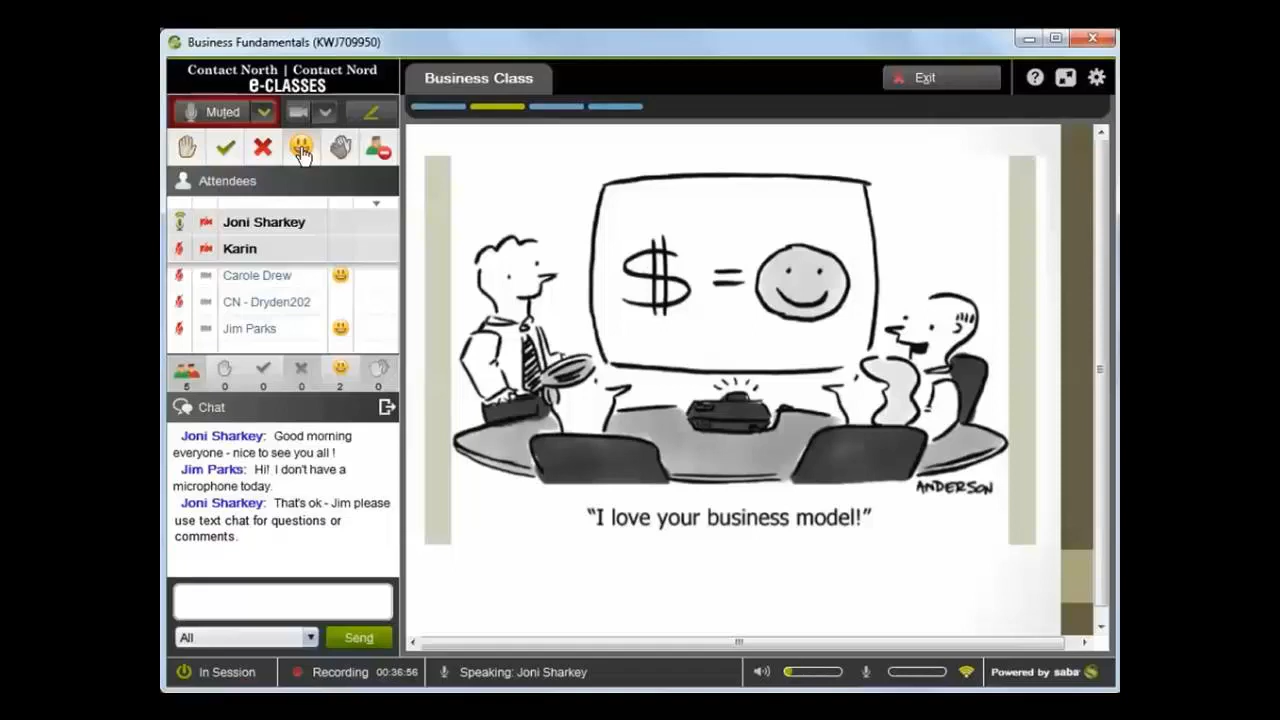 Business Fundamentals (KWJ709950)
Contact North | Contact Nord
e-CLASSES
Business Class
Exit
Muted
Attendees
Joni Sharkey
Karin
Carole Drew
CN - Dryden202
Jim Parks
5 0 0 0 2 0
Chat
Joni Sharkey: Good morning
everyone - nice to see you all !
Jim Parks: Hi! I don't have a
microphone today.
Joni Sharkey: That's ok - Jim please
use text chat for questions or
comments.
All
Send
$ =
ANDERSON
“I love your business model!”
In Session
Recording 00:36:56
Speaking: Joni Sharkey
Powered by saba